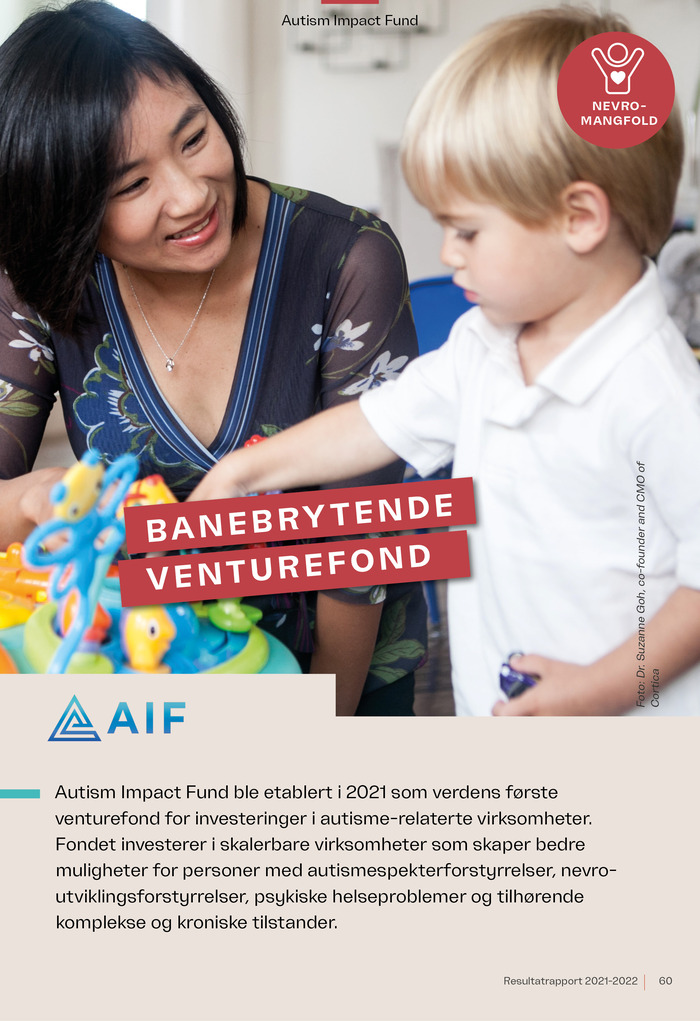 Autism Impact Fund
NEVRO-
MANGFOLD
BANEBRYTENDE
VENTUREFOND
Foto: Dr. Suzanne Goh, co-founder and CMO of
Cortica
AIF
Autism Impact Fund ble etablert i 2021 som verdens første
venturefond for investeringer i autisme-relaterte virksomheter.
Fondet investerer i skalerbare virksomheter som skaper bedre
muligheter for personer med autismespekterforstyrrelser, nevro-
utviklingsforstyrrelser, psykiske helseproblemer og tilhørende
komplekse og kroniske tilstander.
Resultatrapport 2021-2022 | 60